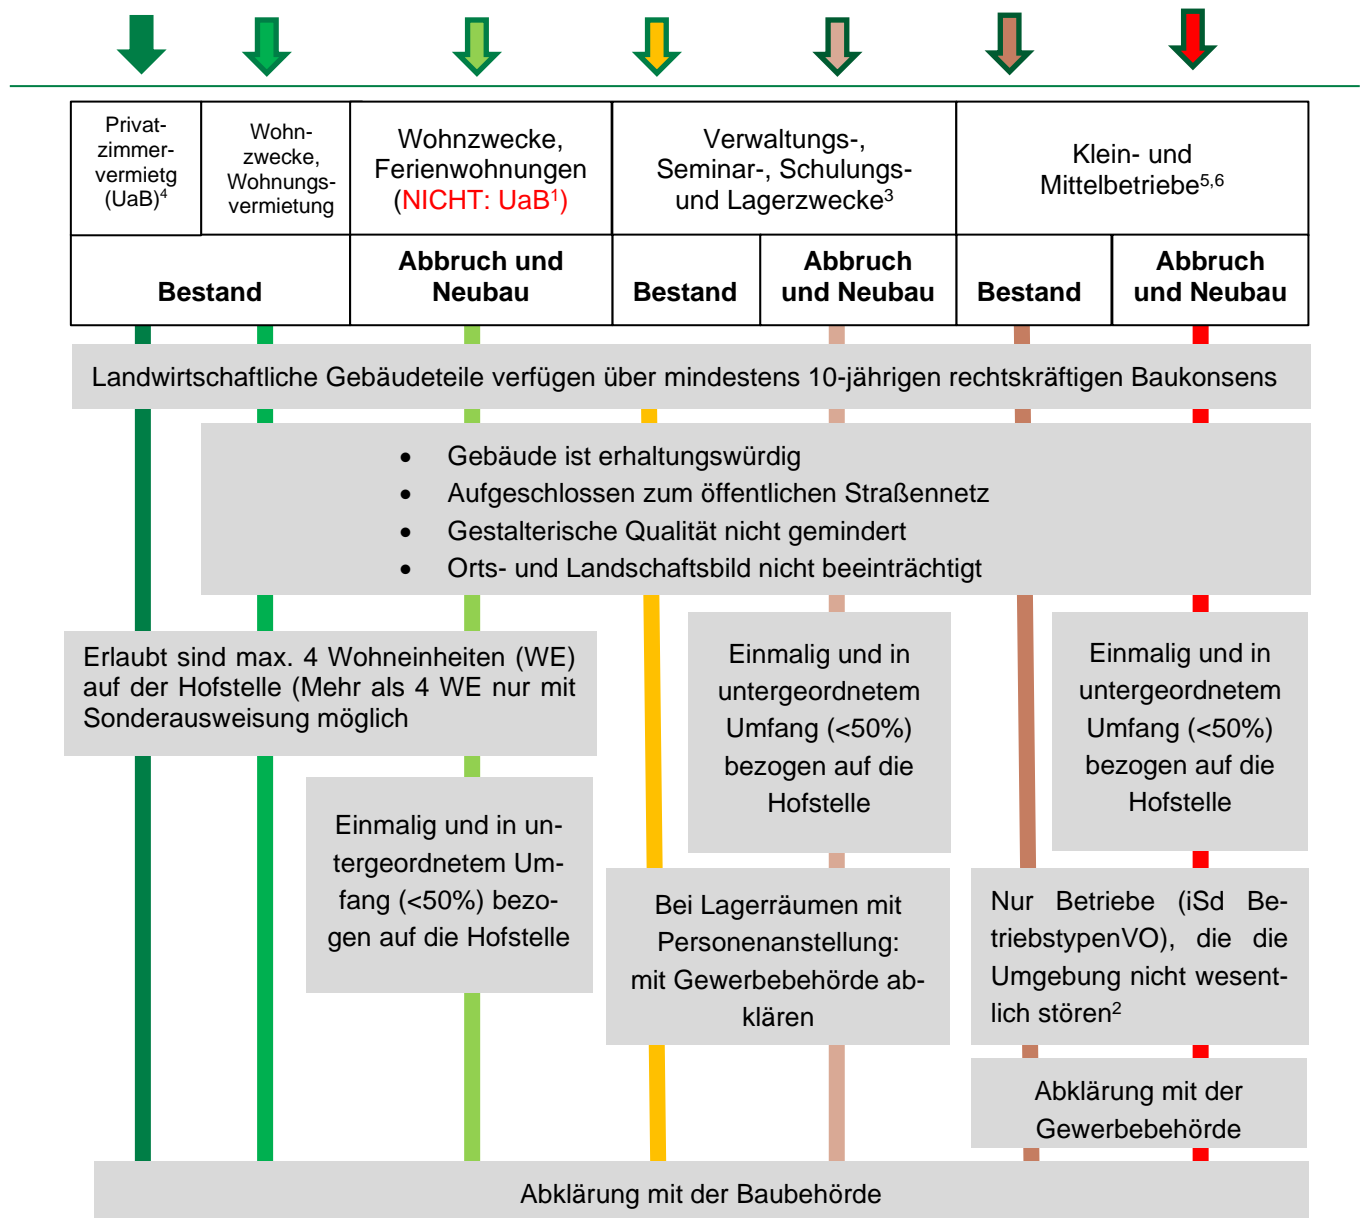 Privat-
zimmer-
vermietg
(UaB)⁴
Wohn-
zwecke,
Wohnungs-
vermietung
Wohnzwecke,
Ferienwohnungen
(NICHT: UaB¹)
Verwaltungs-,
Seminar-, Schulungs-
und Lagerzwecke³
Klein- und
Mittelbetriebe⁵,⁶
Bestand
Abbruch und
Neubau
Bestand
Abbruch
und Neubau
Bestand
Abbruch
und Neubau
Landwirtschaftliche Gebäudeteile verfügen über mindestens 10-jährigen rechtskräftigen Baukonsens
• Gebäude ist erhaltungswürdig
• Aufgeschlossen zum öffentlichen Straßennetz
• Gestalterische Qualität nicht gemindert
• Orts- und Landschaftsbild nicht beeinträchtigt
Erlaubt sind max. 4 Wohneinheiten (WE)
auf der Hofstelle (Mehr als 4 WE nur mit
Sonderausweisung möglich
Einmalig und in
untergeordnetem
Umfang (<50%)
bezogen auf die
Hofstelle
Einmalig und in
untergeordnetem
Umfang (<50%)
bezogen auf die
Hofstelle
Einmalig und in un-
tergeordnetem Um-
fang (<50%) bezo-
gen auf die Hofstelle
Bei Lagerräumen mit
Personenanstellung:
mit Gewerbebehörde ab-
klären
Nur Betriebe (iSd Be-
triebstypenVO), die die
Umgebung nicht wesent-
lich stören²
Abklärung mit der
Gewerbebehörde
Abklärung mit der Baubehörde